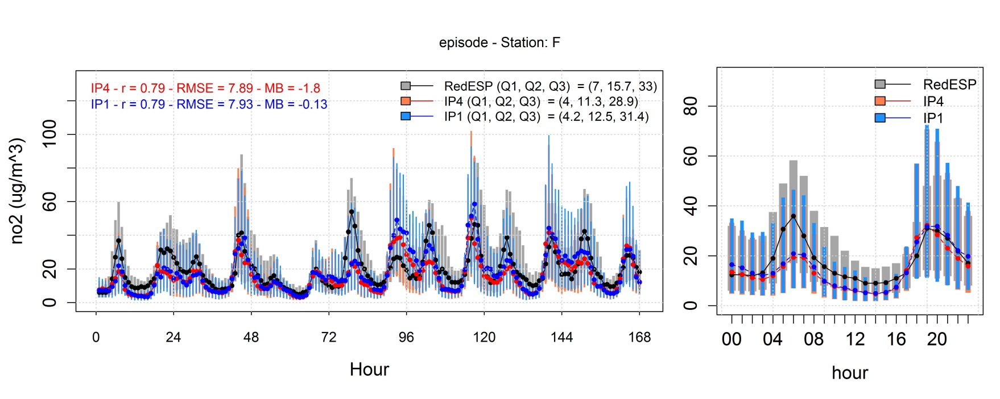 episode - Station: F
IP4 - r = 0.79 - RMSE = 7.89 - MB = -1.8
IP1 - r = 0.79 - RMSE = 7.93 - MB = -0.13
RedESP (Q1, Q2, Q3) = (7, 15.7, 33)
IP4 (Q1, Q2, Q3) = (4, 11.3, 28.9)
IP1 (Q1, Q2, Q3) = (4.2, 12.5, 31.4)
no2 (ug/m^3)
100
60
40
20
0
0 24 48 72 96 120 144 168
Hour
RedESP
IP4
IP1
80
60
40
20
0
00 04 08 12 16 20
hour